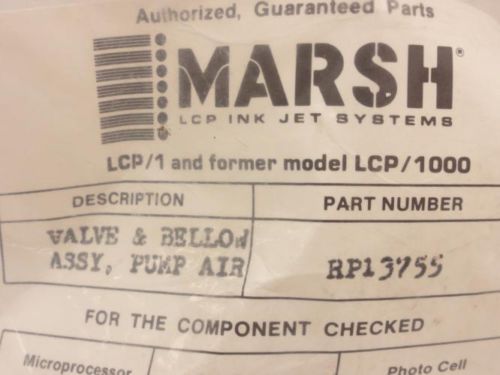 Authorized, Guaranteed Parts
MARSH®
LCP INK JET SYSTEMS
LCP/1 and former model LCP/1000
DESCRIPTION
PART NUMBER
VALVE & BELLOW
ASSY, PUMP AIR
RP13755
FOR THE COMPONENT CHECKED
Microprocessor
Photo Cell